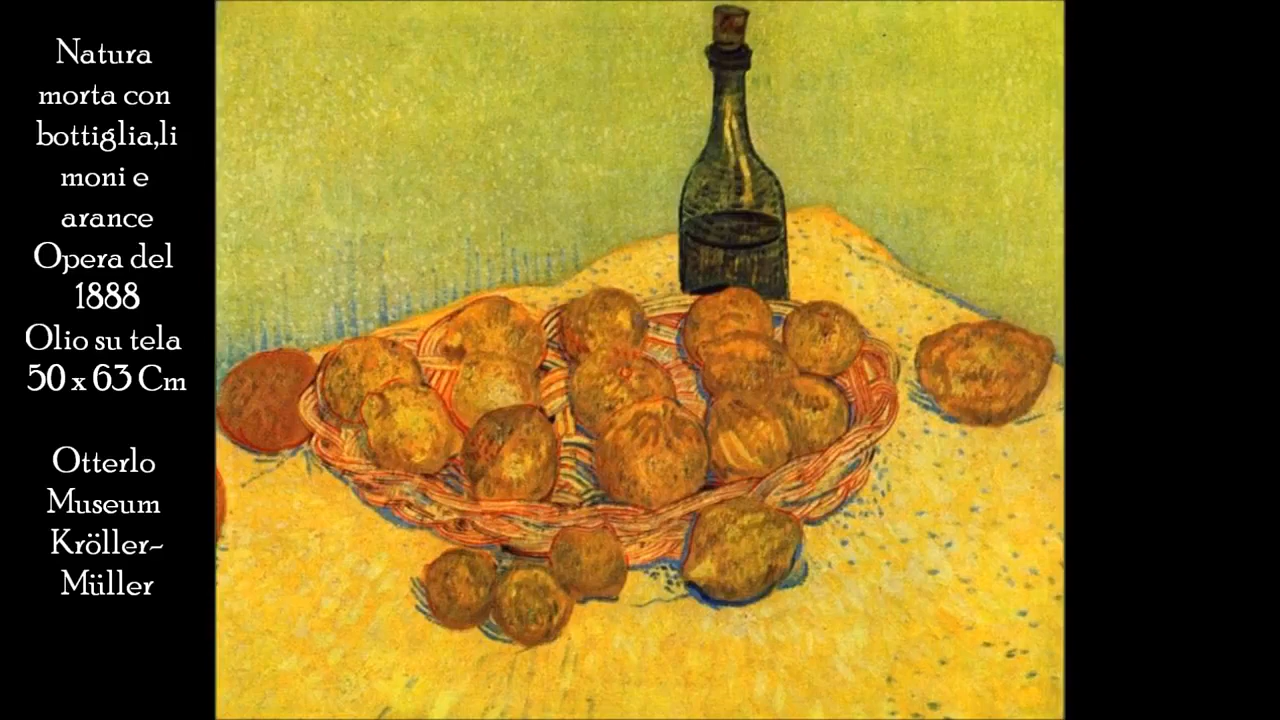 Natura
morta con
bottiglia,li
moni e
arance
Opera del
1888
Olio su tela
50 x 63 Cm
Otterlo
Museum
Kröller-
Müller